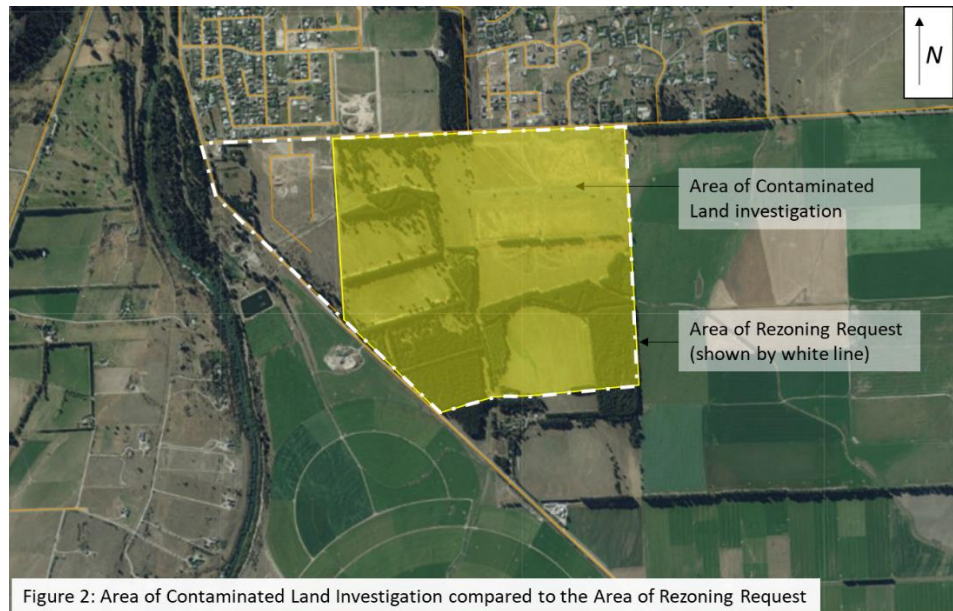 N
Area of Contaminated
Land investigation
Area of Rezoning Request
(shown by white line)
Figure 2: Area of Contaminated Land Investigation compared to the Area of Rezoning Request